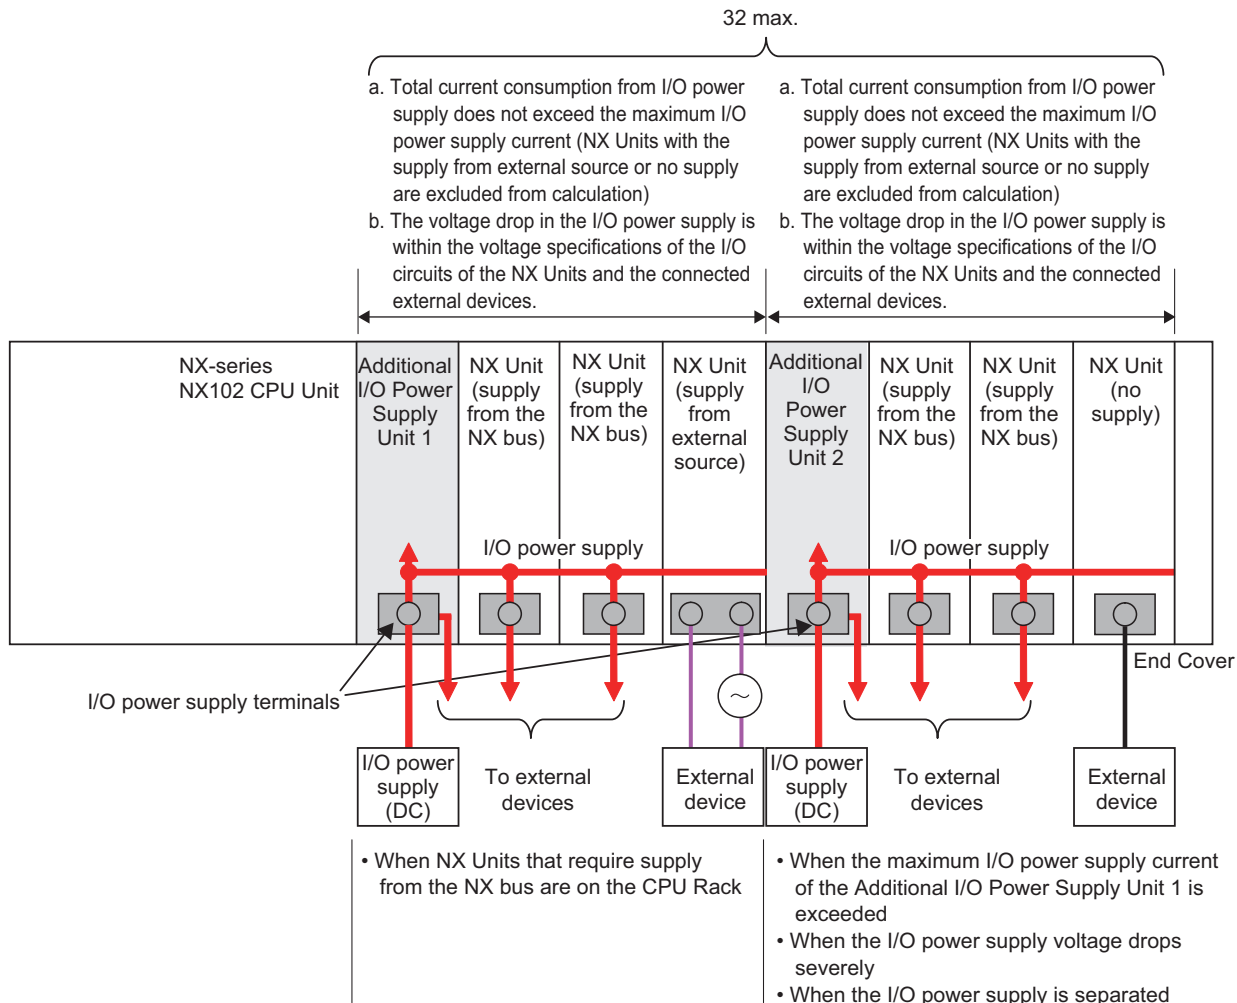 32 max.
a. Total current consumption from I/O power
supply does not exceed the maximum I/O
power supply current (NX Units with the
supply from external source or no supply
are excluded from calculation)
b. The voltage drop in the I/O power supply is
within the voltage specifications of the I/O
circuits of the NX Units and the connected
external devices.
a. Total current consumption from I/O power
supply does not exceed the maximum I/O
power supply current (NX Units with the
supply from external source or no supply
are excluded from calculation)
b. The voltage drop in the I/O power supply is
within the voltage specifications of the I/O
circuits of the NX Units and the connected
external devices.
NX-series
NX102 CPU Unit
Additional
I/O Power
Supply
Unit 1
NX Unit
(supply
from the
NX bus)
NX Unit
(supply
from the
NX bus)
NX Unit
(supply
from
external
source)
Additional
I/O
Power
Supply
Unit 2
NX Unit
(supply
from the
NX bus)
NX Unit
(supply
from the
NX bus)
NX Unit
(no
supply)
I/O power supply
I/O power supply
End Cover
I/O power supply terminals
I/O power
supply
(DC)
To external
devices
External
device
I/O power
supply
(DC)
To external
devices
External
device
• When NX Units that require supply
from the NX bus are on the CPU Rack
• When the maximum I/O power supply current
of the Additional I/O Power Supply Unit 1 is
exceeded
• When the I/O power supply voltage drops
severely
• When the I/O power supply is separated